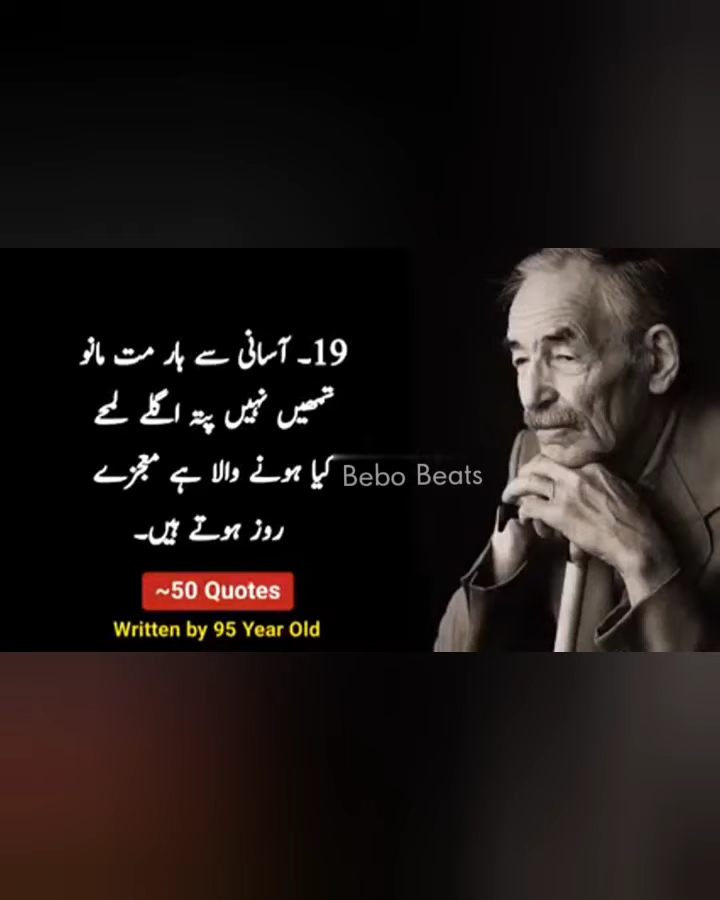 19۔ آسانی سے ہار مت مانو
تمھیں نہیں پتہ اگلے لمحے
کیا ہونے والا ہے معجزے
روز ہوتے ہیں۔
Bebo Beats
~50 Quotes
Written by 95 Year Old